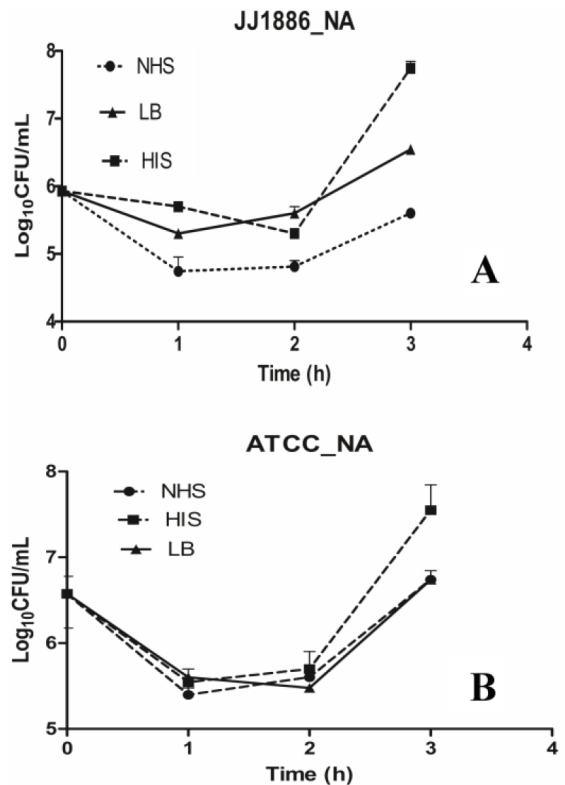 JJ1886_NA
8
7
6
5
4
Log10CFU/mL
NHS
LB
HIS
A
0 1 2 3 4
Time (h)
ATCC_NA
8
7
6
5
Log10CFU/mL
NHS
HIS
LB
B
0 1 2 3 4
Time (h)